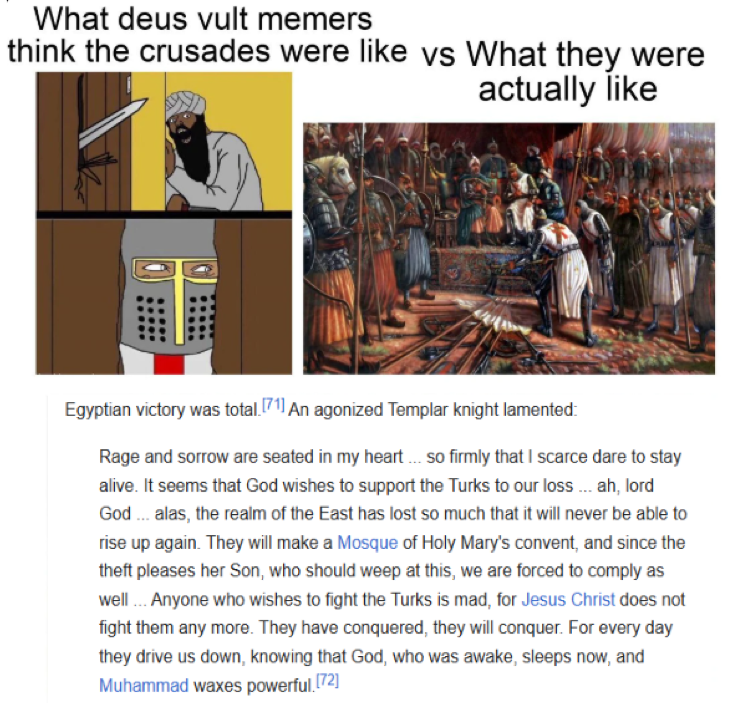 What deus vult memers
think the crusades were like vs What they were
actually like
Egyptian victory was total.[71] An agonized Templar knight lamented:
Rage and sorrow are seated in my heart ... so firmly that I scarce dare to stay
alive. It seems that God wishes to support the Turks to our loss ... ah, lord
God ... alas, the realm of the East has lost so much that it will never be able to
rise up again. They will make a Mosque of Holy Mary's convent, and since the
theft pleases her Son, who should weep at this, we are forced to comply as
well ... Anyone who wishes to fight the Turks is mad, for Jesus Christ does not
fight them any more. They have conquered, they will conquer. For every day
they drive us down, knowing that God, who was awake, sleeps now, and
Muhammad waxes powerful.[72]